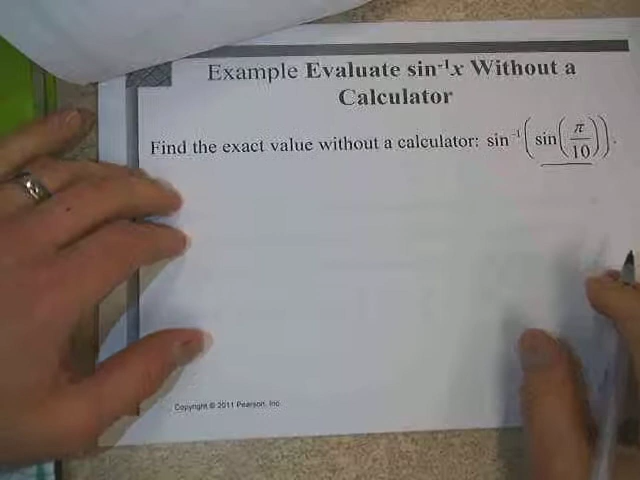 Example Evaluate sin⁻¹x Without a
Calculator
Find the exact value without a calculator: sin⁻¹(sin(π/10)).
Copyright © 2011 Pearson, Inc.